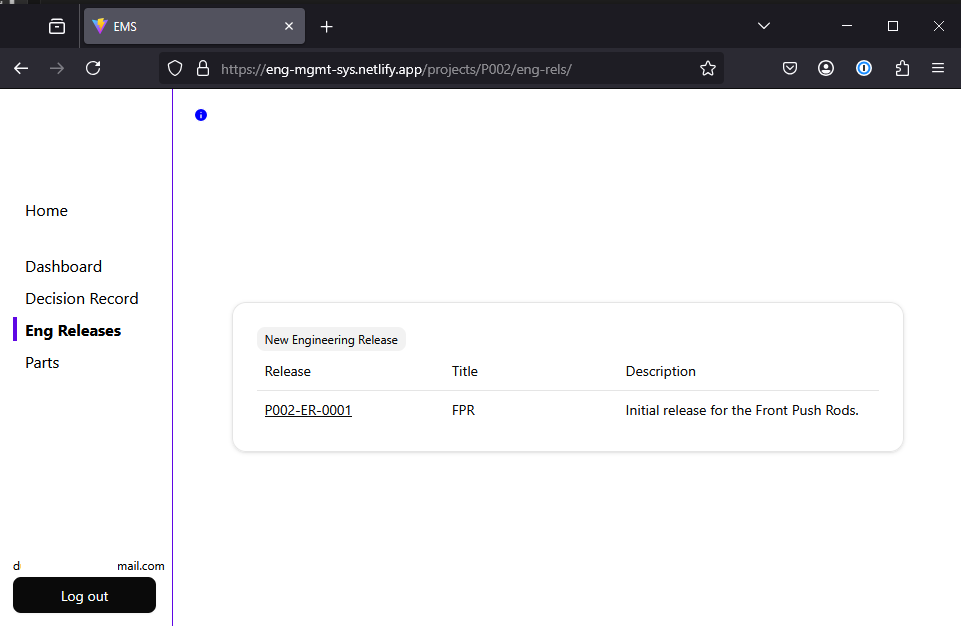 EMS
https://eng-mgmt-sys.netlify.app/projects/P002/eng-rels/
Home
Dashboard
Decision Record
Eng Releases
Parts
New Engineering Release
Release Title Description
P002-ER-0001 FPR Initial release for the Front Push Rods.
d mail.com
Log out